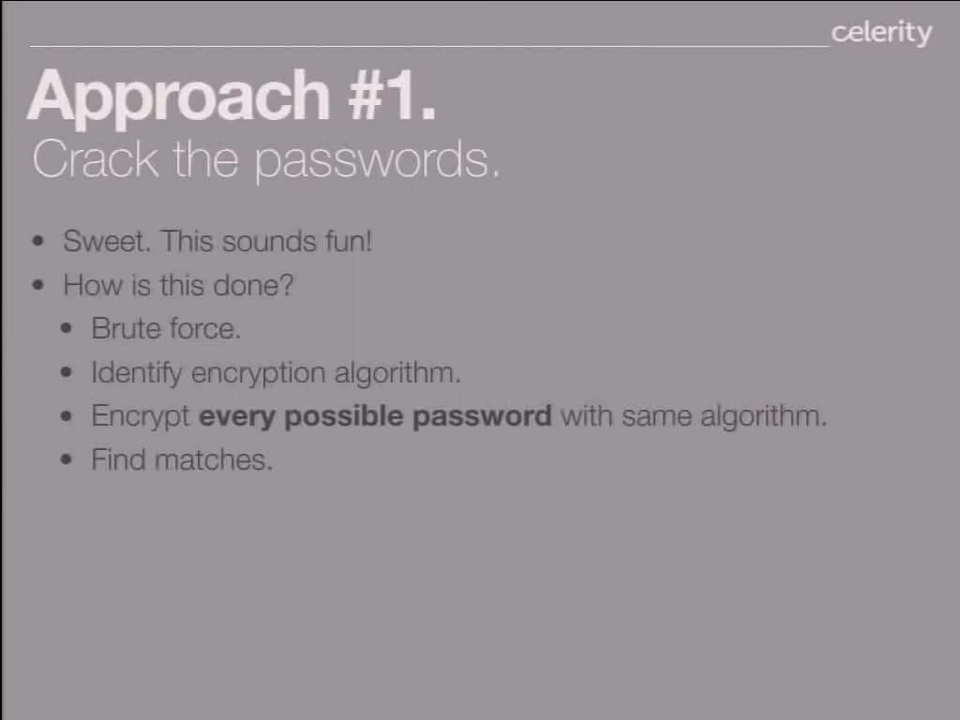 celerity
Approach #1.
Crack the passwords.
• Sweet. This sounds fun!
• How is this done?
• Brute force.
• Identify encryption algorithm.
• Encrypt every possible password with same algorithm.
• Find matches.